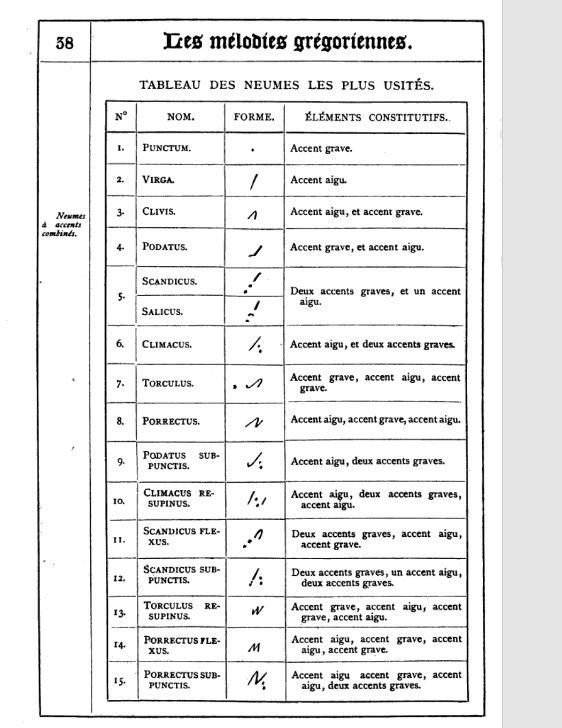 38
Les mélodies grégoriennes.
TABLEAU DES NEUMES LES PLUS USITÉS.
N° NOM. FORME. ÉLÉMENTS CONSTITUTIFS.
1. PUNCTUM. Accent grave.
2. VIRGA. Accent aigu.
3. CLIVIS. Accent aigu, et accent grave.
Neumes
à accents
combinés.
4. PODATUS. Accent grave, et accent aigu.
5.
SCANDICUS.
SALICUS.
Deux accents graves, et un accent
aigu.
6. CLIMACUS. Accent aigu, et deux accents graves.
7. TORCULUS. Accent grave, accent aigu, accent
grave.
8. PORRECTUS. Accent aigu, accent grave, accent aigu.
9. PODATUS SUB-
PUNCTIS.
Accent aigu, deux accents graves.
10. CLIMACUS RE-
SUPINUS.
Accent aigu, deux accents graves,
accent aigu.
11. SCANDICUS FLE-
XUS.
Deux accents graves, accent aigu,
accent grave.
12. SCANDICUS SUB-
PUNCTIS.
Deux accents graves, un accent aigu,
deux accents graves.
13. TORCULUS RE-
SUPINUS.
Accent grave, accent aigu, accent
grave, accent aigu.
14. PORRECTUS FLE-
XUS.
Accent aigu, accent grave, accent
aigu, accent grave.
15. PORRECTUS SUB-
PUNCTIS.
Accent aigu accent grave, accent
aigu, deux accents graves.